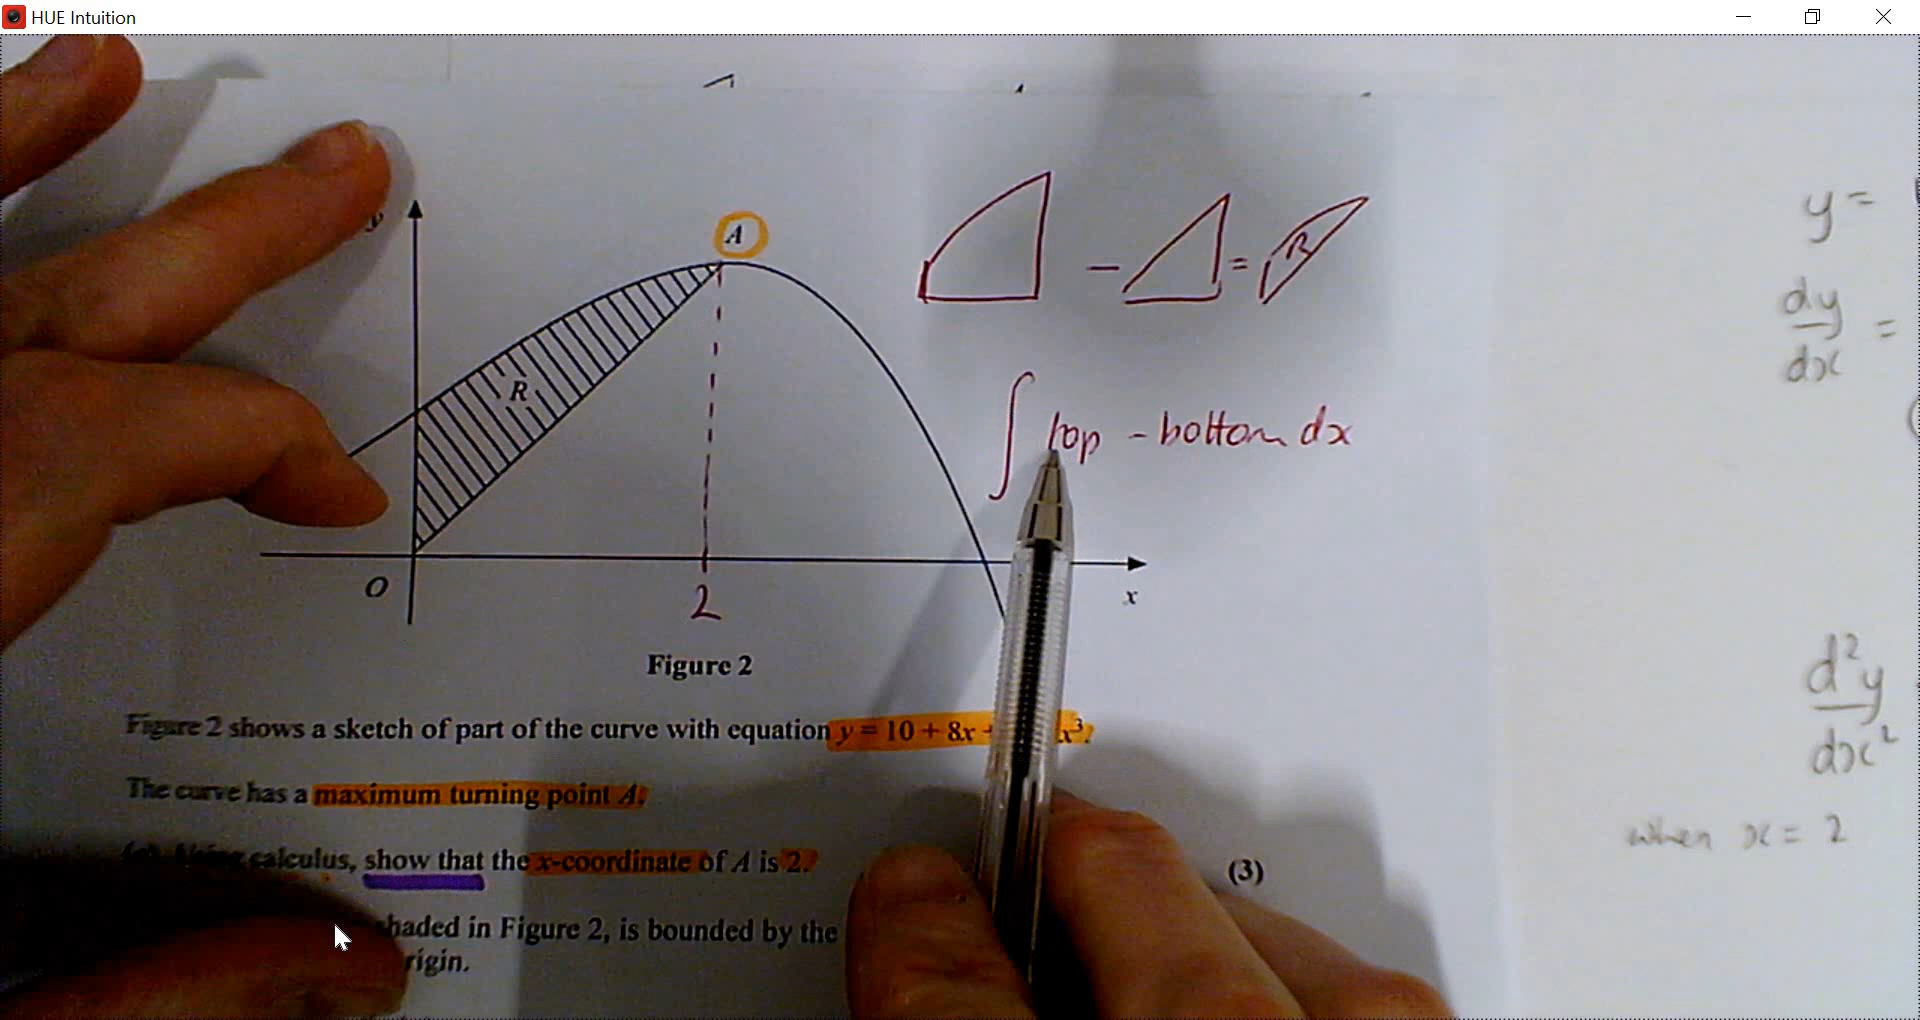 HUE Intuition
y
A
R
O
2
x
- = R
∫ top - bottom dx
y =
dy
dx =
d²y
dx²
when x = 2
Figure 2
Figure 2 shows a sketch of part of the curve with equation y = 10 + 8x x³.
The curve has a maximum turning point A.
calculus, show that the x-coordinate of A is 2.
(3)
shaded in Figure 2, is bounded by the